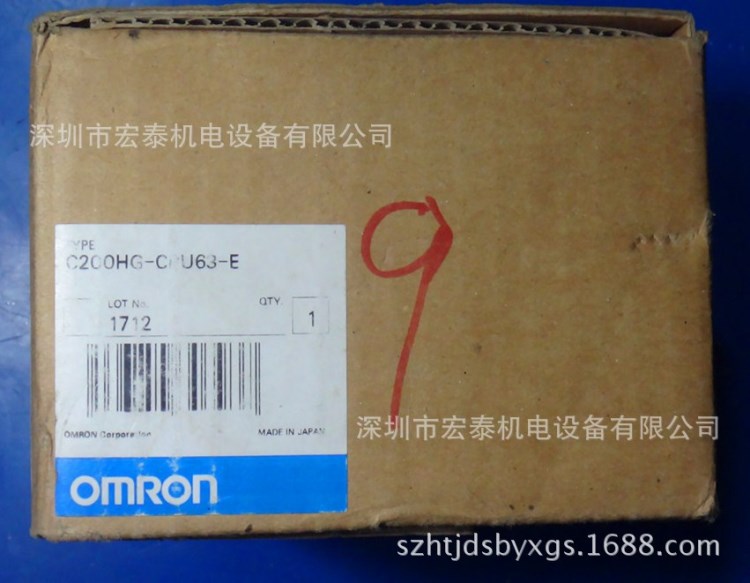 深圳市宏泰机电设备有限公司
9
TYPE
C200HG-CPU63-E
LOT No.
QTY.
1712
1
OMRON Corporation
MADE IN JAPAN
深圳市宏泰机电设备有限公司
OMRON
szhtjdsbyxgs.1688.com